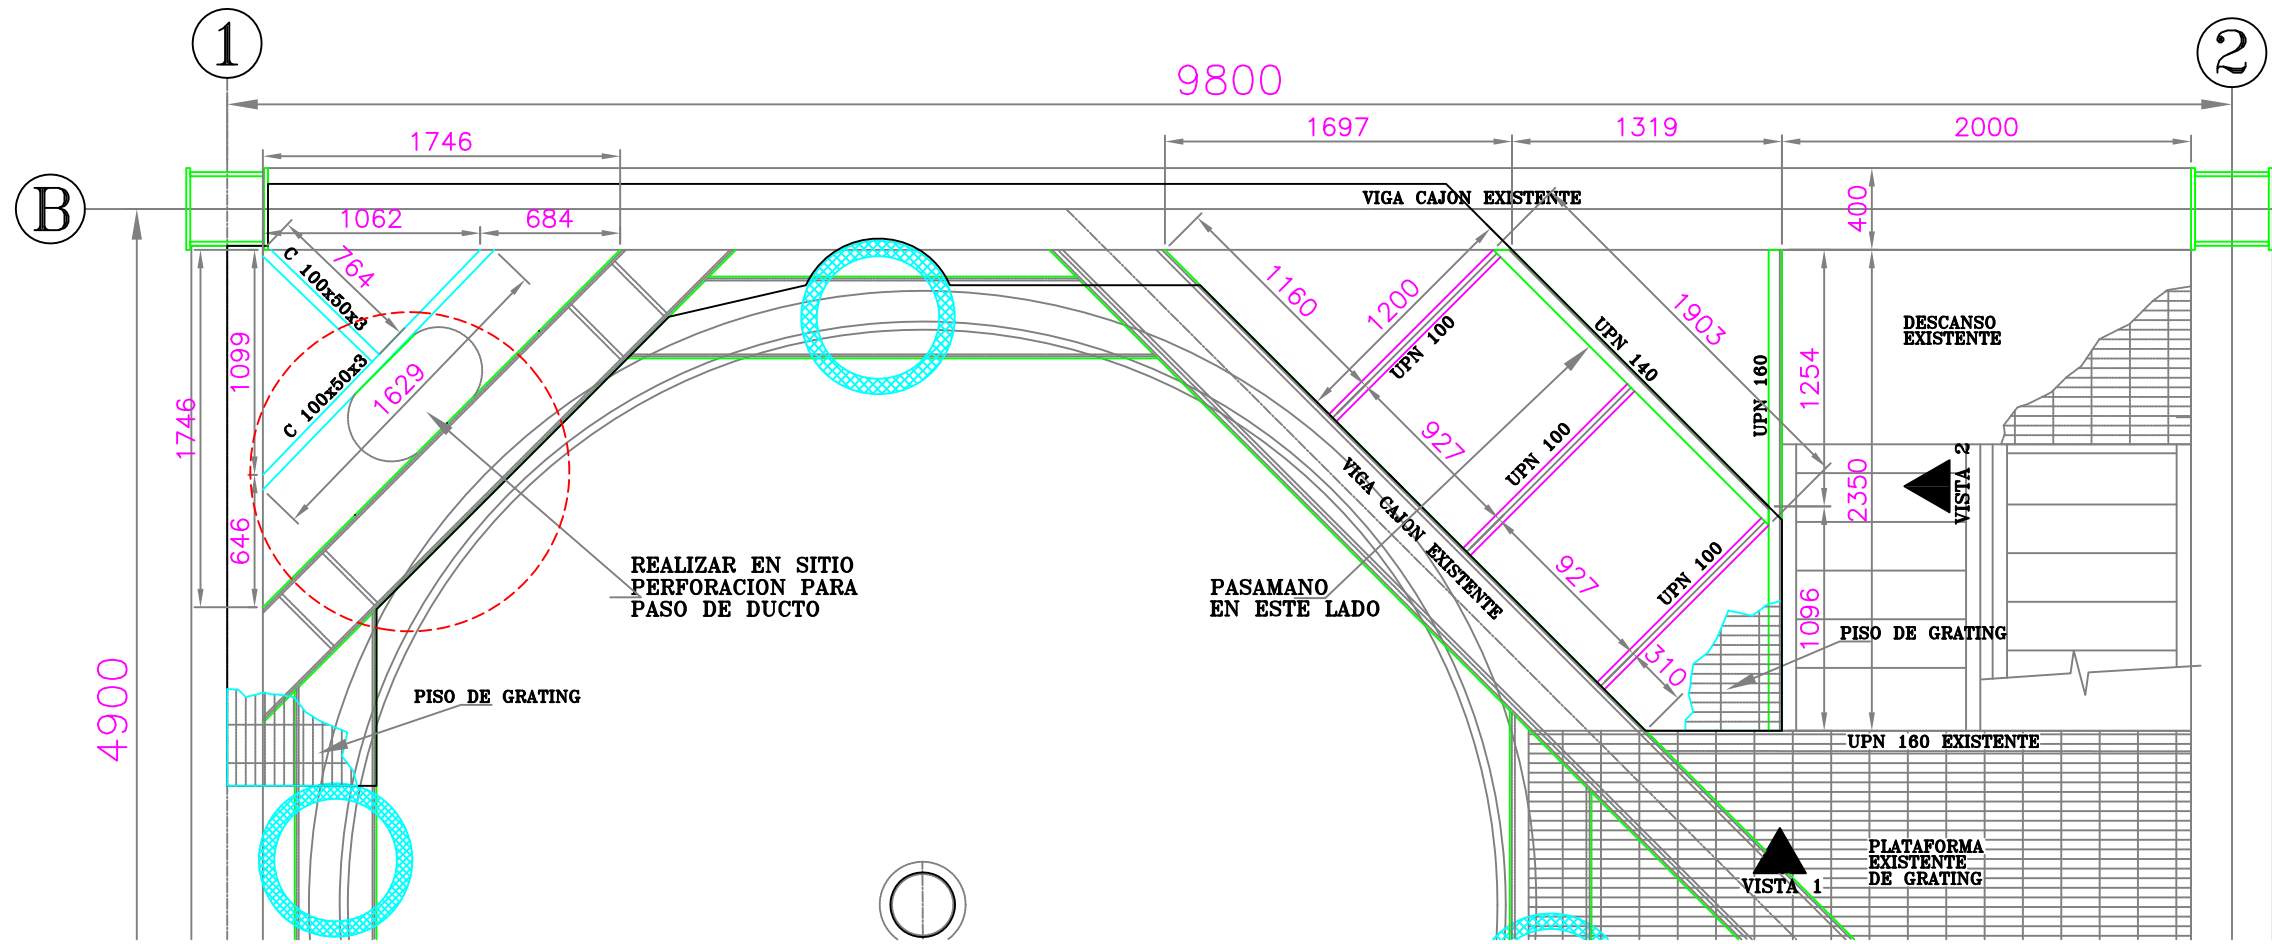 1
2
9800
1746
1697
1319
2000
B
VIGA CAJON EXISTENTE
400
1062
684
C 100x50x3
764
1160
1200
1903
1099
UPN 100
UPN 140
UPN 160
1254
DESCANSO
EXISTENTE
C 100x50x3
1629
1746
927
UPN 100
2350
VISTA 2
VIGA CAJON EXISTENTE
646
REALIZAR EN SITIO
PERFORACION PARA
PASO DE DUCTO
PASAMANO
EN ESTE LADO
927
UPN 100
1096
PISO DE GRATING
310
4900
PISO DE GRATING
UPN 160 EXISTENTE
PLATAFORMA
EXISTENTE
DE GRATING
VISTA 1